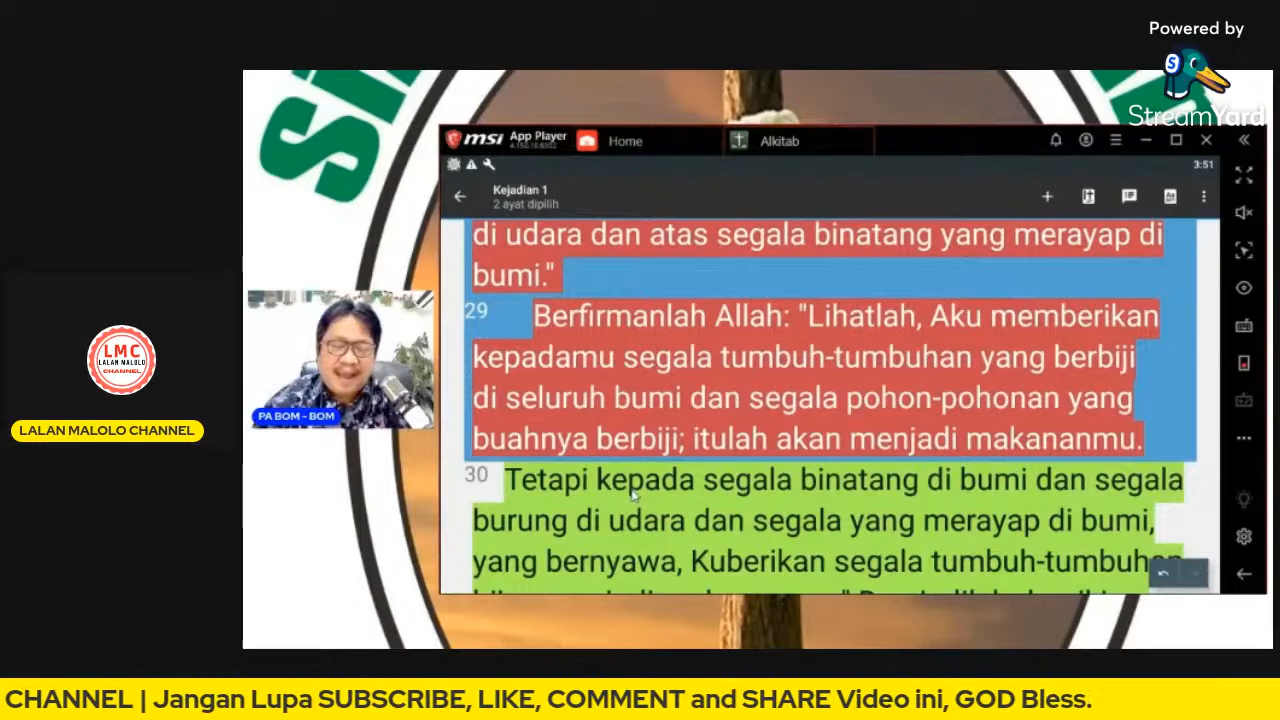 Powered by
StreamYard
msi App Player
4.150.10.6302
Home
Alkitab
3:51
Kejadian 1
2 ayat dipilih
di udara dan atas segala binatang yang merayap di
bumi."
29 Berfirmanlah Allah: "Lihatlah, Aku memberikan
kepadamu segala tumbuh-tumbuhan yang berbiji
di seluruh bumi dan segala pohon-pohonan yang
buahnya berbiji; itulah akan menjadi makananmu.
30 Tetapi kepada segala binatang di bumi dan segala
burung di udara dan segala yang merayap di bumi,
yang bernyawa, Kuberikan segala tumbuh-tumbuhan
LMC
LALAN MALOLO
CHANNEL
LALAN MALOLO CHANNEL
PA BOM - BOM
CHANNEL | Jangan Lupa SUBSCRIBE, LIKE, COMMENT and SHARE Video ini, GOD Bless.